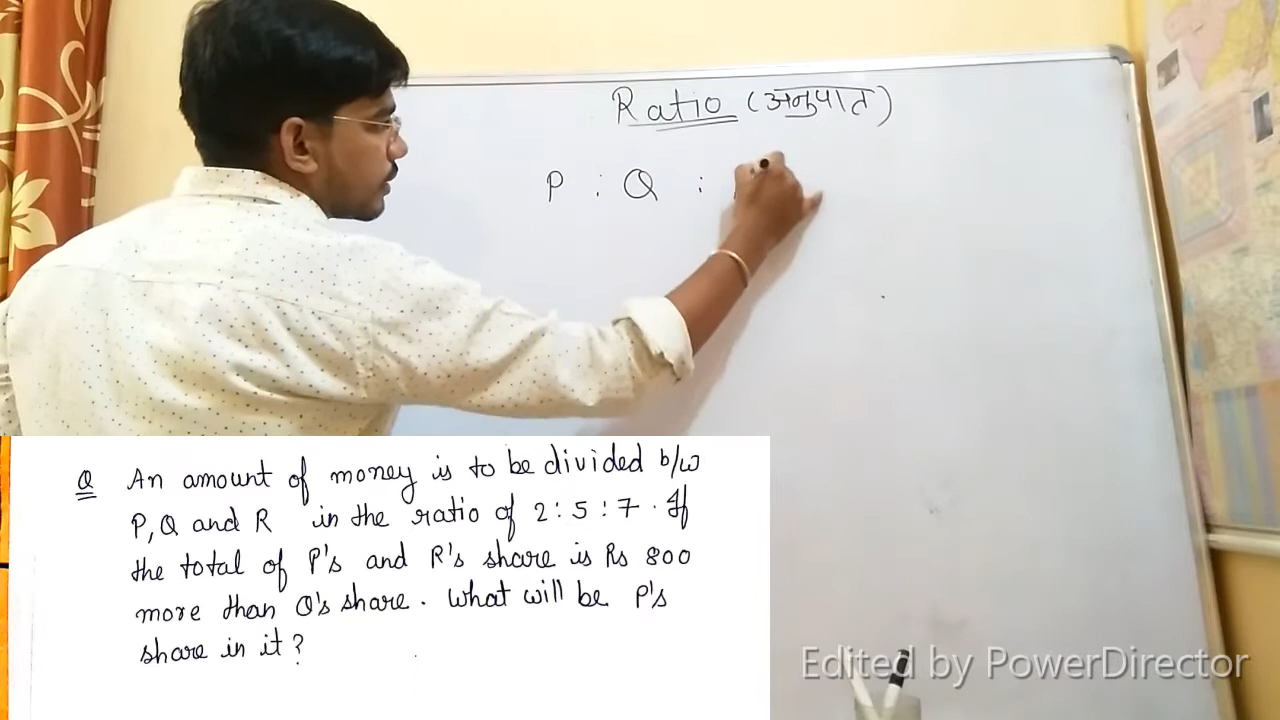 Ratio (अनुपात)
P : Q :
Q An amount of money is to be divided b/w
P, Q and R in the ratio of 2 : 5 : 7 . If
the total of P's and R's share is Rs 800
more than Q's share . What will be P's
share in it ?
Edited by PowerDirector